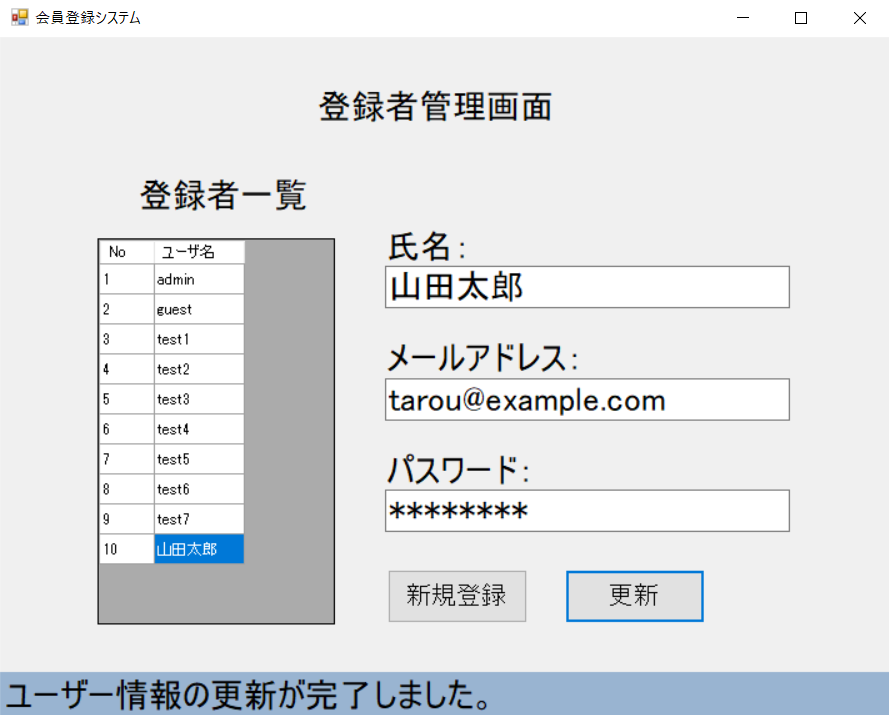 会員登録システム
登録者管理画面
登録者一覧
No ユーザ名
1 admin
2 guest
3 test1
4 test2
5 test3
6 test4
7 test5
8 test6
9 test7
10 山田太郎
氏名:
山田太郎
メールアドレス:
tarou@example.com
パスワード:
********
新規登録 更新
ユーザー情報の更新が完了しました。